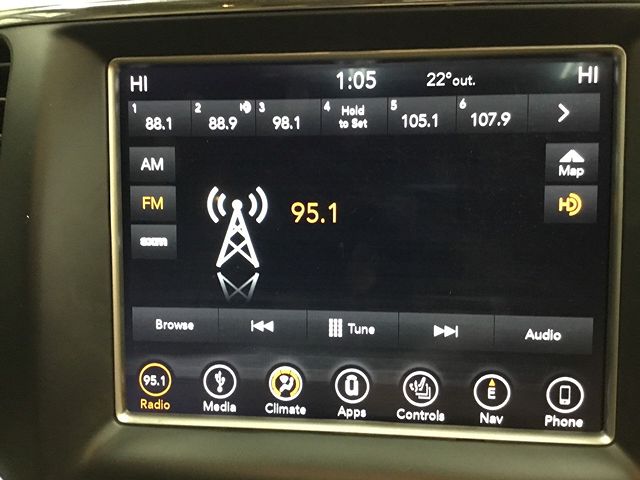 HI 1:05 22°out. HI
1 88.1 2 88.9 HD 3 98.1 4 Hold to Set 5 105.1 6 107.9
AM
Map
FM
95.1
HD
sxm
Browse Tune Audio
95.1 E
Radio Media Climate Apps Controls Nav Phone